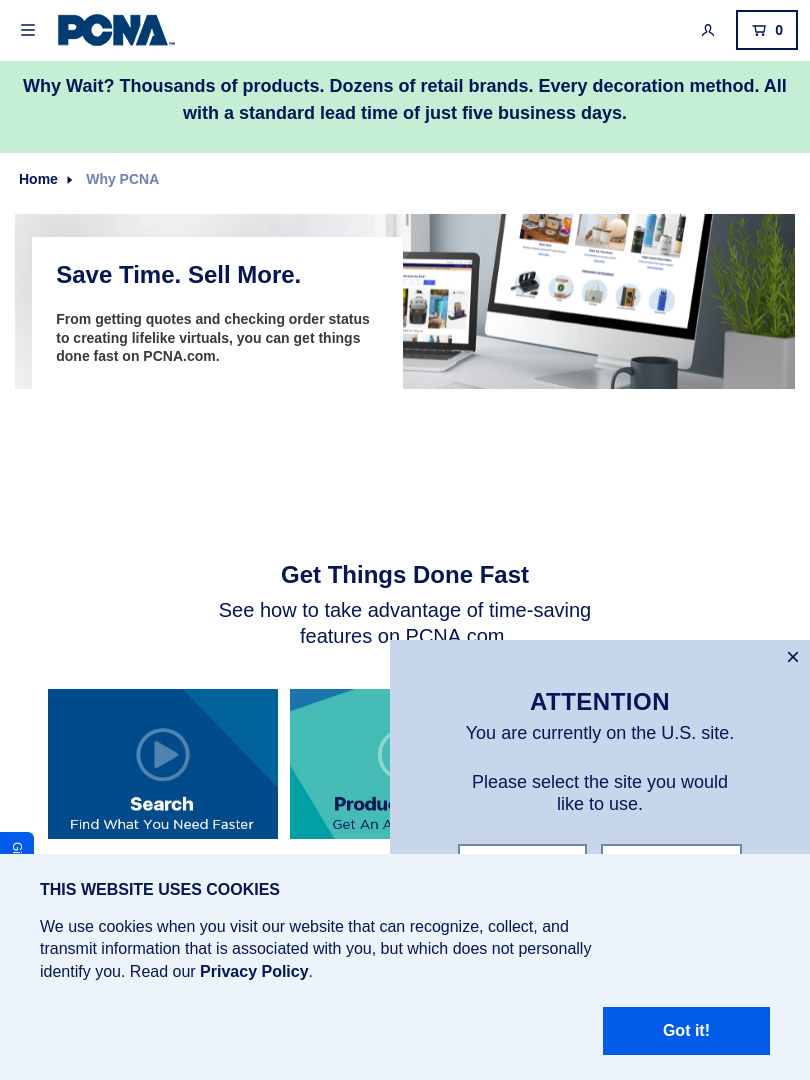 PCNA
0
Why Wait? Thousands of products. Dozens of retail brands. Every decoration method. All
with a standard lead time of just five business days.
Home
Why PCNA
Save Time. Sell More.
From getting quotes and checking order status
to creating lifelike virtuals, you can get things
done fast on PCNA.com.
Get Things Done Fast
See how to take advantage of time-saving
features on PCNA.com.
Search
Find What You Need Faster
Get An
ATTENTION
You are currently on the U.S. site.
Please select the site you would
like to use.
THIS WEBSITE USES COOKIES
We use cookies when you visit our website that can recognize, collect, and
transmit information that is associated with you, but which does not personally
identify you. Read our Privacy Policy.
Got it!